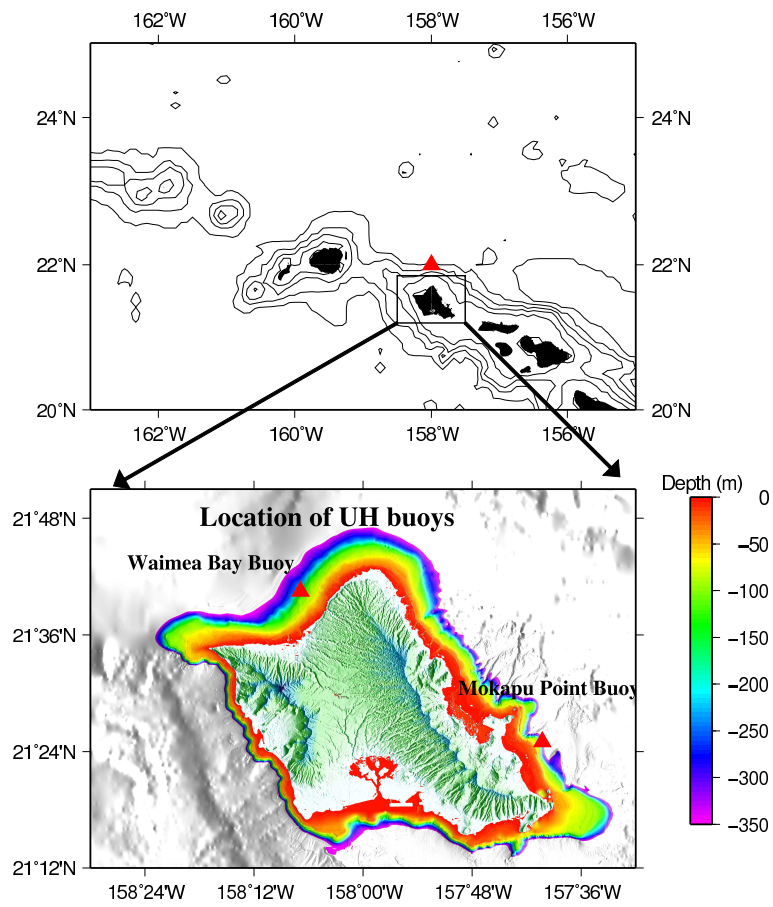 162˚W 160˚W 158˚W 156˚W
24˚N 24˚N
22˚N 22˚N
20˚N 20˚N
162˚W 160˚W 158˚W 156˚W
Depth (m)
21˚48'N
Location of UH buoys
0
−50
Waimea Bay Buoy
−100
21˚36'N
−150
Mokapu Point Buoy
−200
−250
21˚24'N
−300
−350
21˚12'N
158˚24'W 158˚12'W 158˚00'W 157˚48'W 157˚36'W